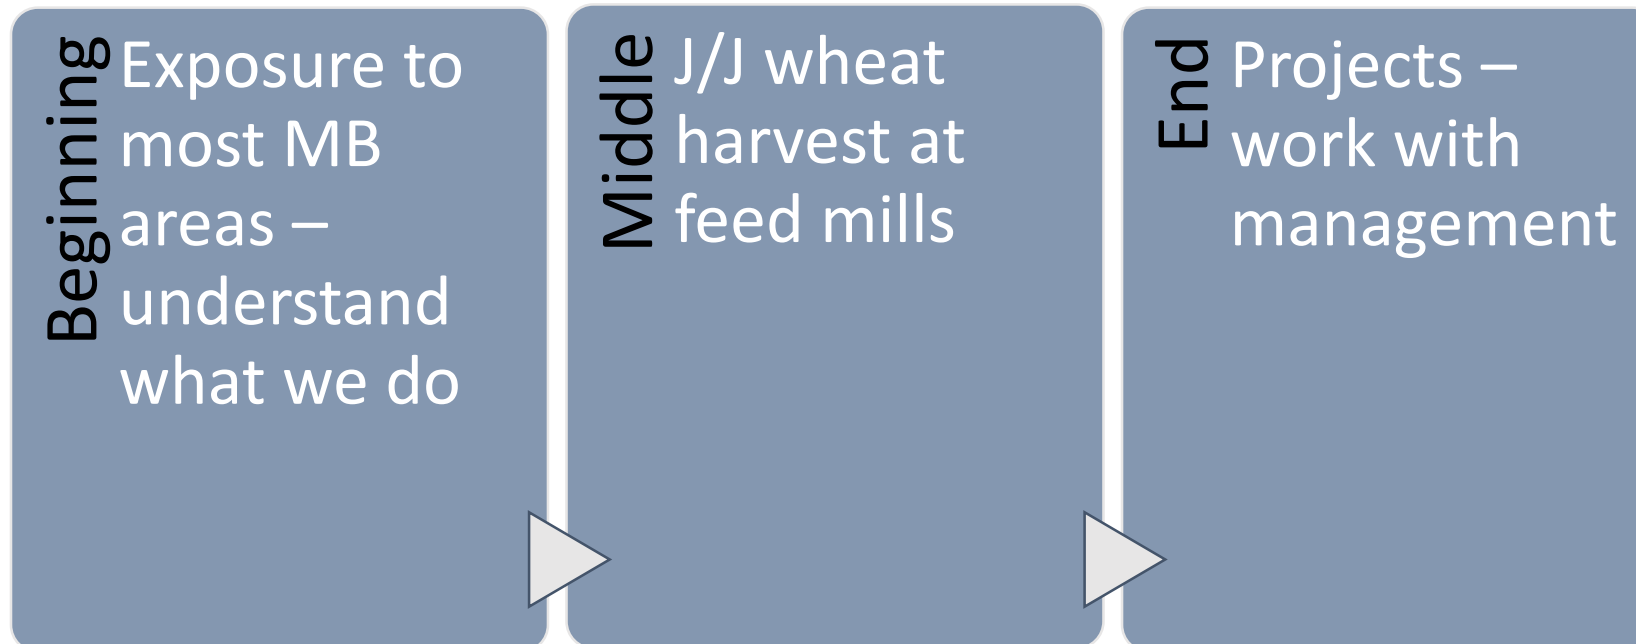 Beginning
Exposure to
most MB
areas –
understand
what we do
Middle
J/J wheat
harvest at
feed mills
End
Projects –
work with
management